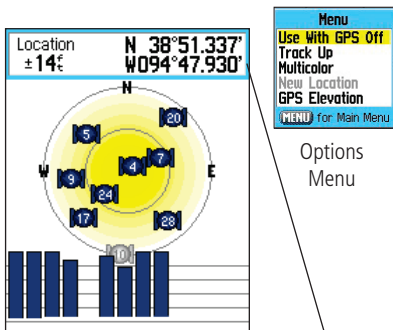 Location N 38°51.337'
±14ft W094°47.930'
N
20
5
7
4
W 9 E
24
17 28
10
Menu
Use With GPS Off
Track Up
Multicolor
New Location
GPS Elevation
MENU for Main Menu
Options
Menu